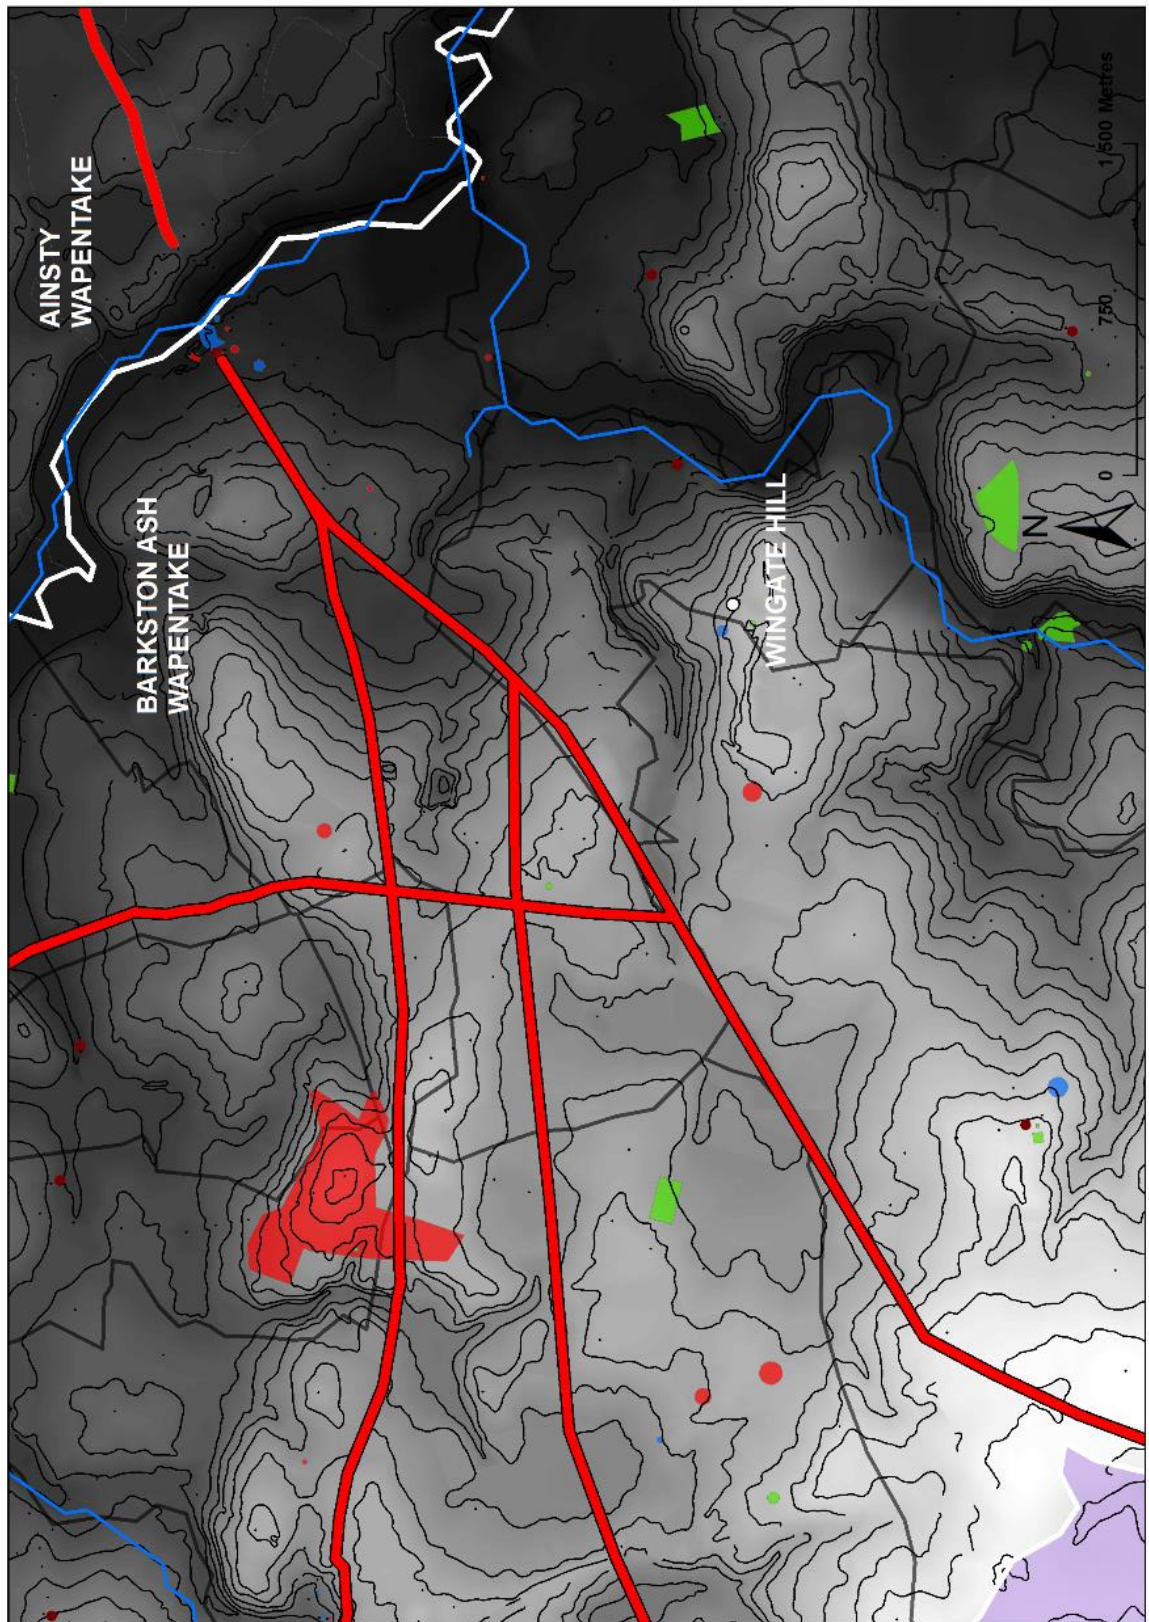 AINSTY
WAPENTAKE
BARKSTON ASH
WAPENTAKE
WINGATE HILL
N
0
750
1,500 Metres